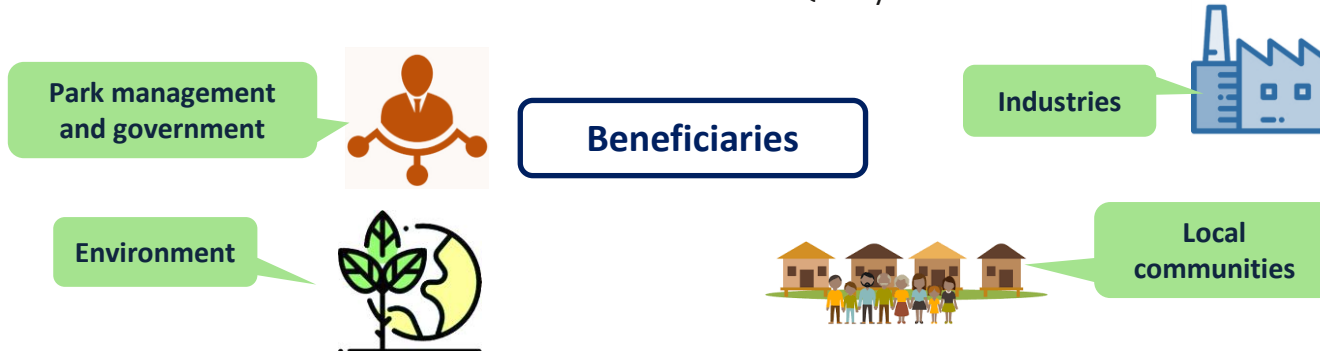 Park management
and government
Beneficiaries
Industries
Environment
Local
communities